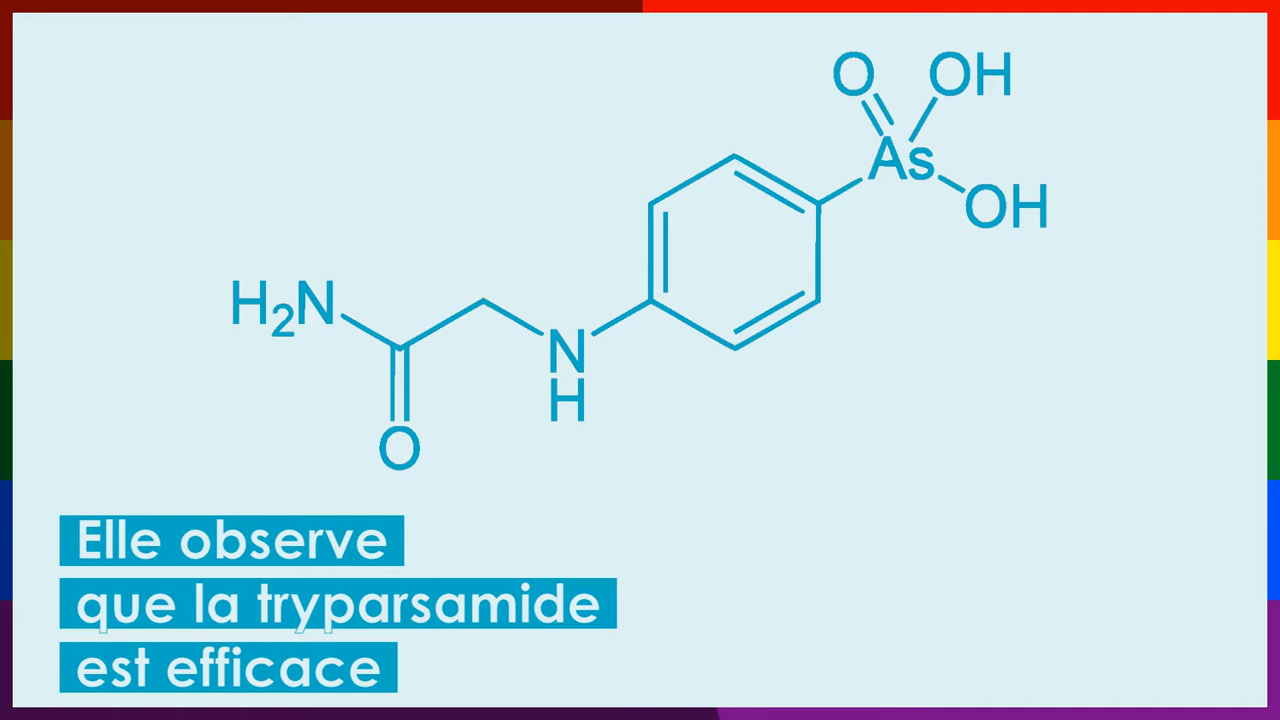 O OH
As
OH
H₂N
N
H
O
Elle observe
que la tryparsamide
est efficace